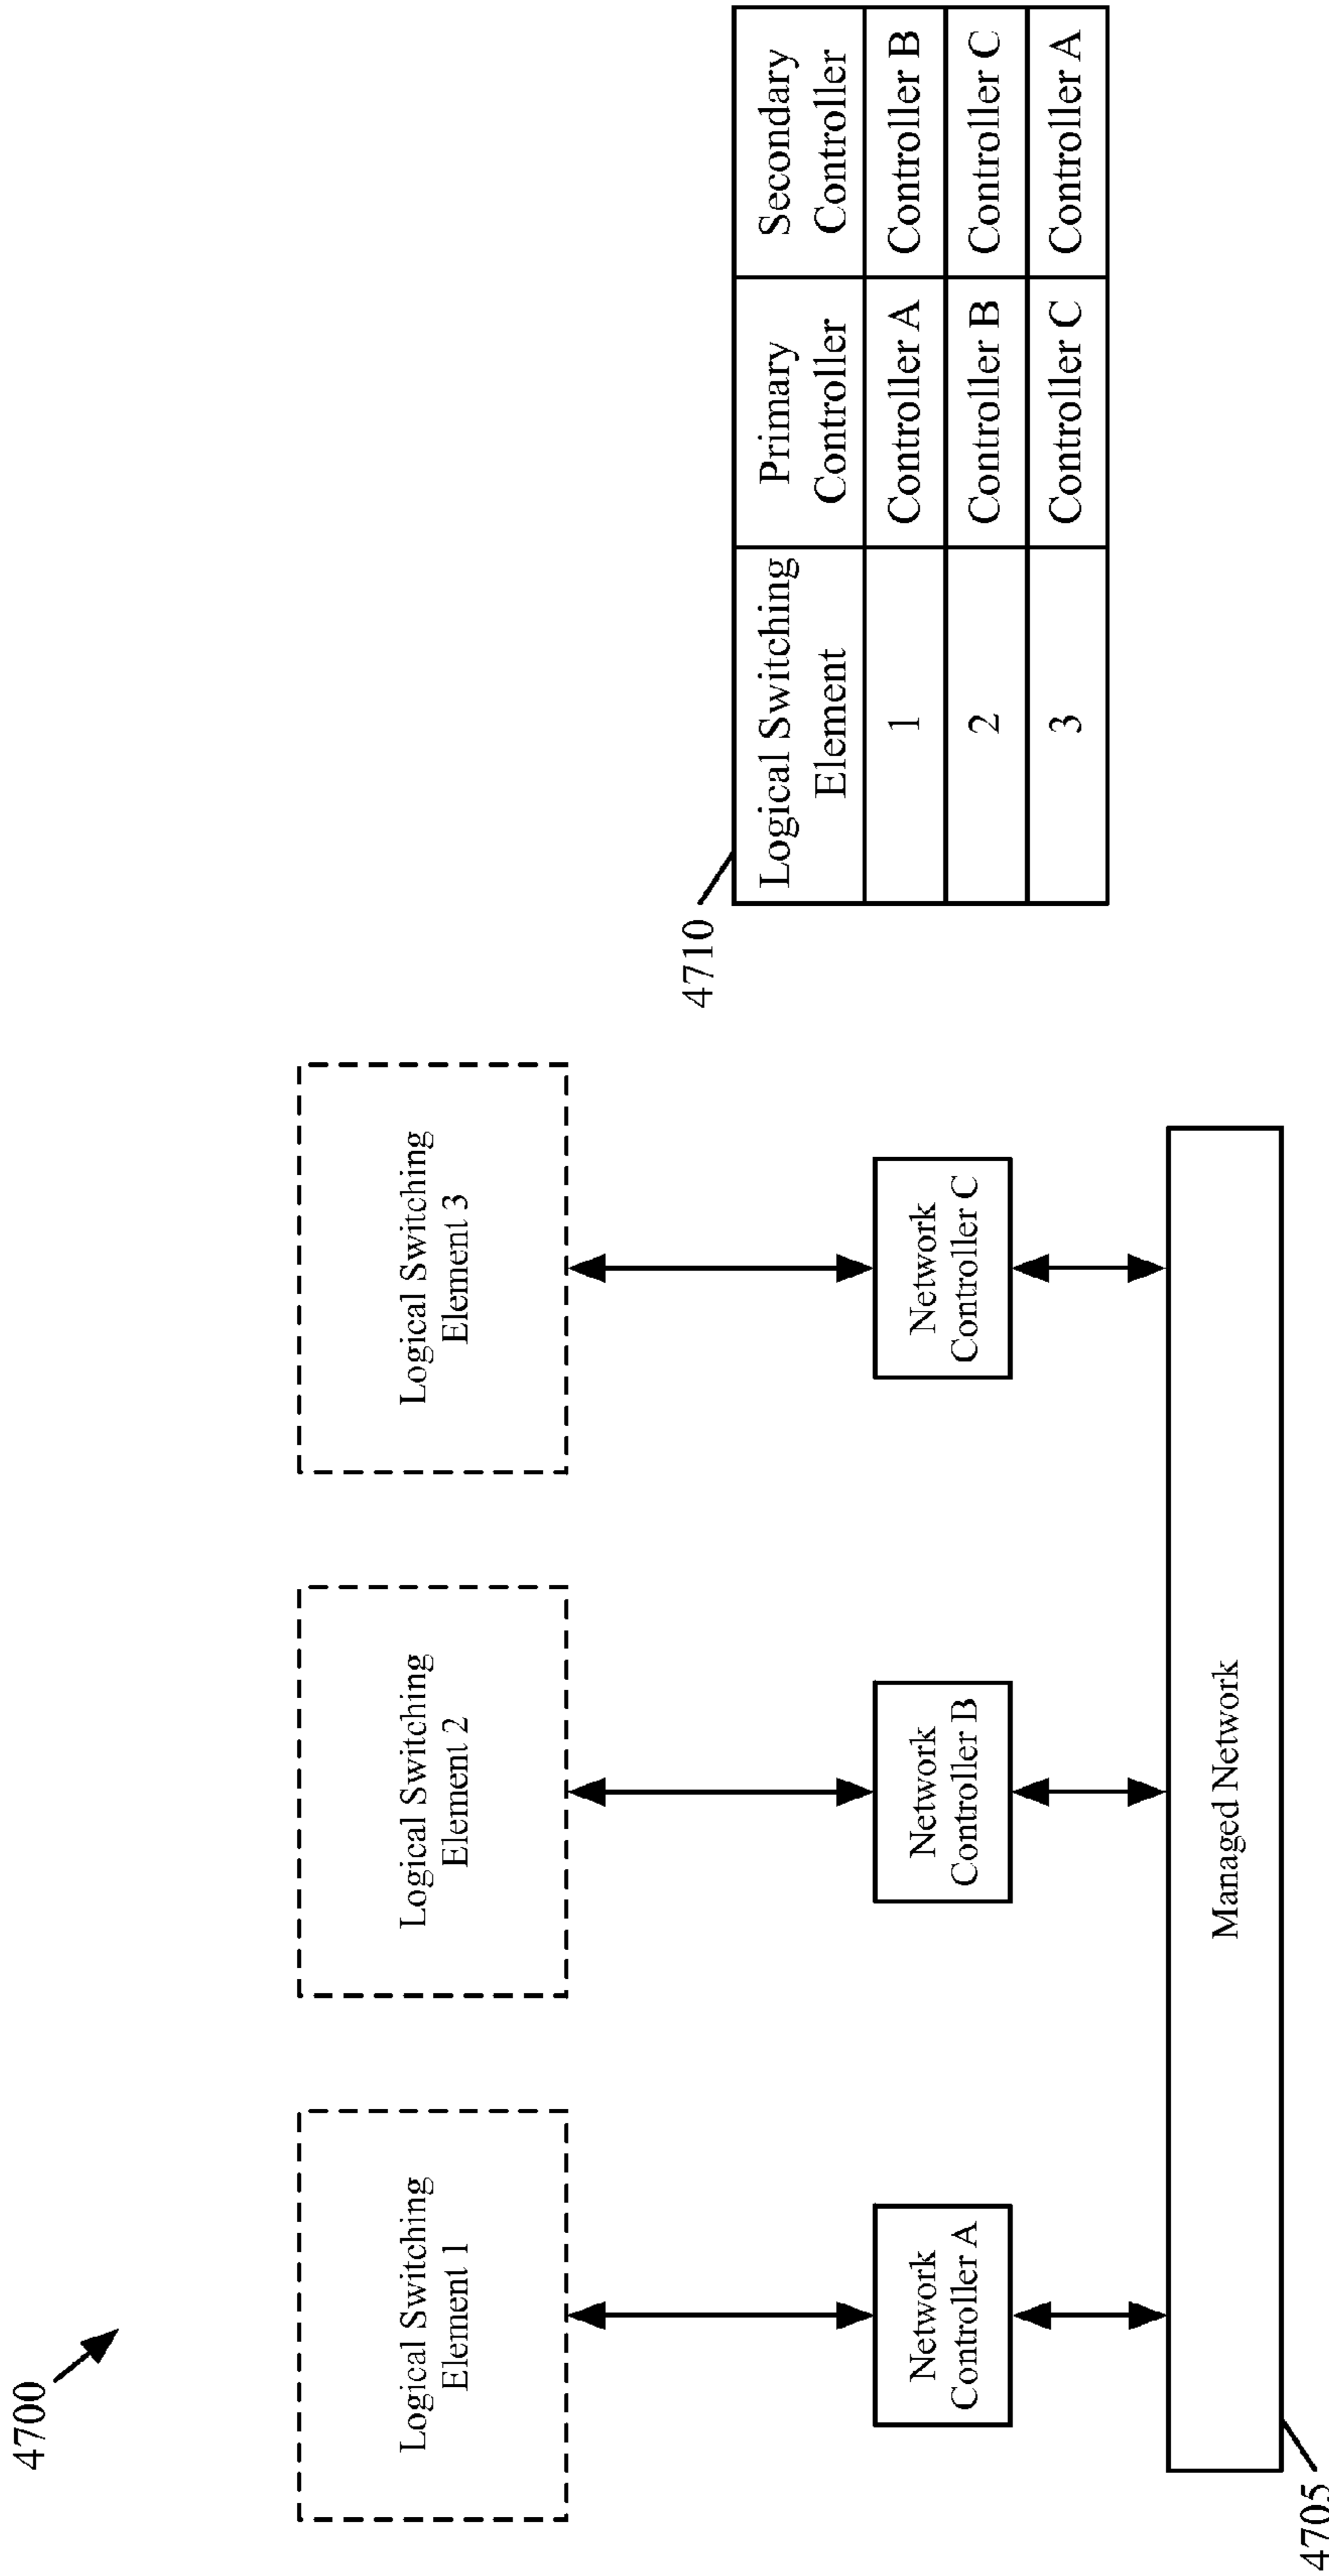 4700
Logical Switching
Element 1
Logical Switching
Element 2
Logical Switching
Element 3
Network
Controller A
Network
Controller B
Network
Controller C
Managed Network
4705
4710
Logical Switching
Element
Primary
Controller
Secondary
Controller
1
Controller A
Controller B
2
Controller B
Controller C
3
Controller C
Controller A